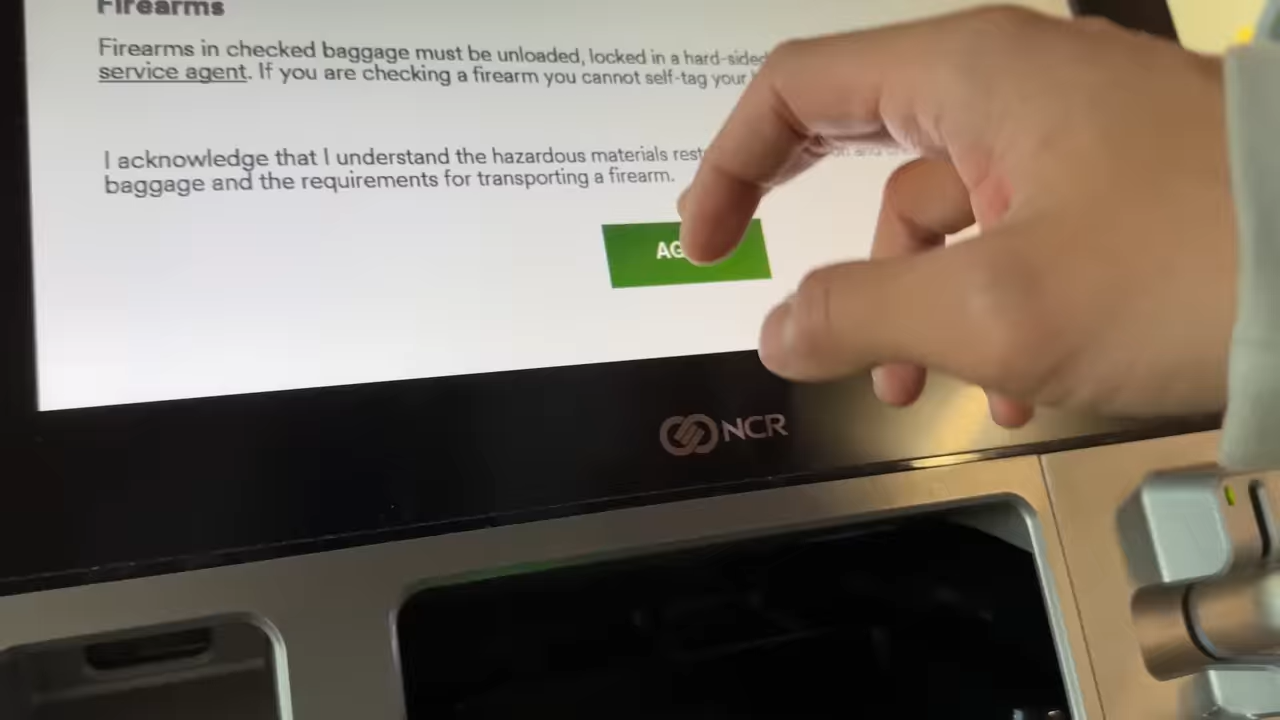 Firearms
Firearms in checked baggage must be unloaded, locked in a hard-sided
service agent. If you are checking a firearm you cannot self-tag your
I acknowledge that I understand the hazardous materials
baggage and the requirements for transporting a firearm.
NCR